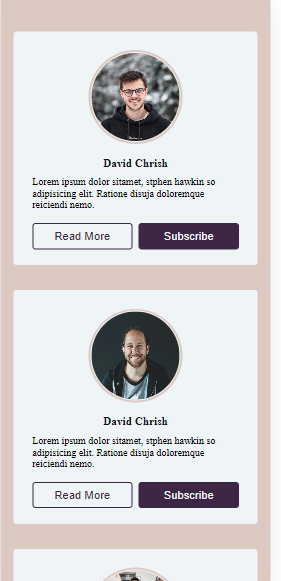 David Chrish
Lorem ipsum dolor sitamet, stphen hawkin so
adipisicing elit. Ratione disuja doloremque
reiciendi nemo.
Read More
Subscribe
David Chrish
Lorem ipsum dolor sitamet, stphen hawkin so
adipisicing elit. Ratione disuja doloremque
reiciendi nemo.
Read More
Subscribe